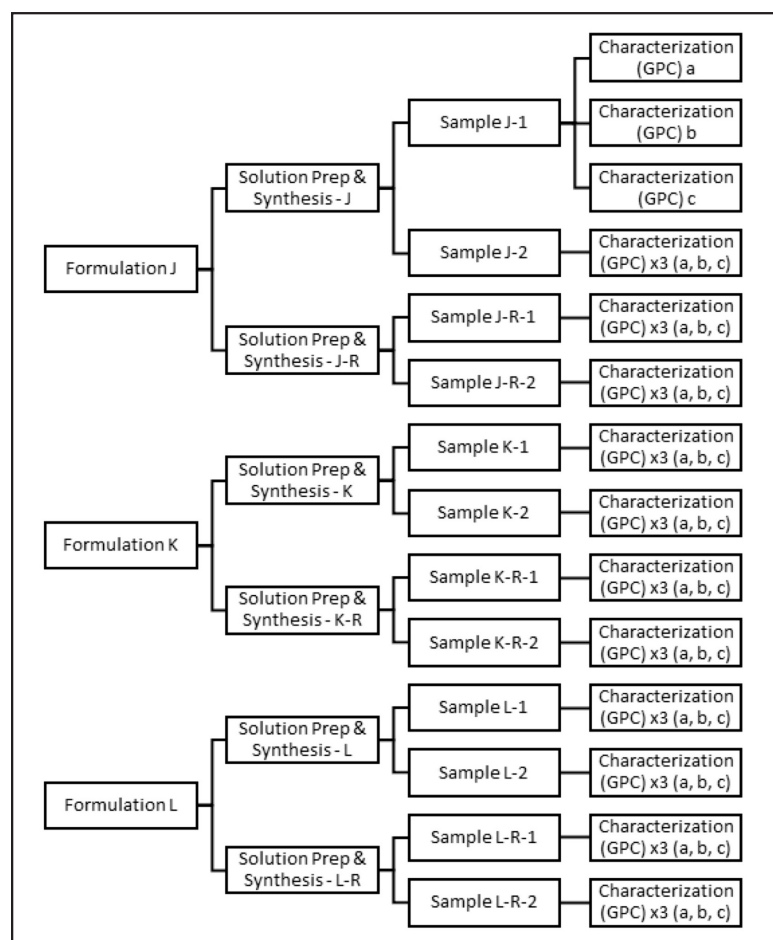 Formulation J
Solution Prep &
Synthesis - J
Sample J-1
Characterization
(GPC) a
Characterization
(GPC) b
Characterization
(GPC) c
Sample J-2
Characterization
(GPC) x3 (a, b, c)
Solution Prep &
Synthesis - J-R
Sample J-R-1
Characterization
(GPC) x3 (a, b, c)
Sample J-R-2
Characterization
(GPC) x3 (a, b, c)
Formulation K
Solution Prep &
Synthesis - K
Sample K-1
Characterization
(GPC) x3 (a, b, c)
Sample K-2
Characterization
(GPC) x3 (a, b, c)
Solution Prep &
Synthesis - K-R
Sample K-R-1
Characterization
(GPC) x3 (a, b, c)
Sample K-R-2
Characterization
(GPC) x3 (a, b, c)
Formulation L
Solution Prep &
Synthesis - L
Sample L-1
Characterization
(GPC) x3 (a, b, c)
Sample L-2
Characterization
(GPC) x3 (a, b, c)
Solution Prep &
Synthesis - L-R
Sample L-R-1
Characterization
(GPC) x3 (a, b, c)
Sample L-R-2
Characterization
(GPC) x3 (a, b, c)